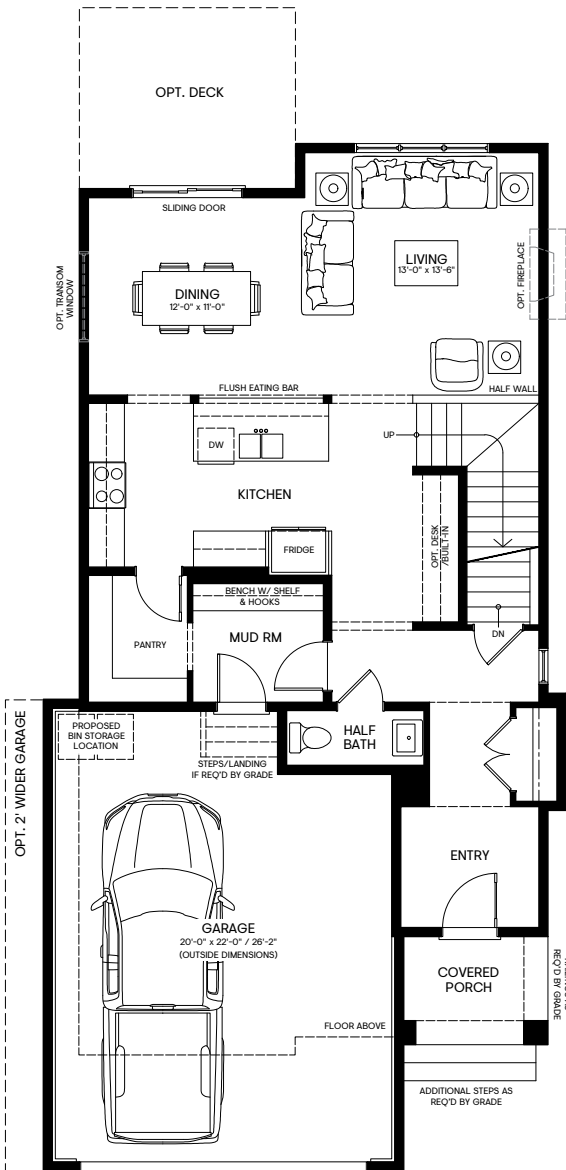 OPT. DECK
SLIDING DOOR
LIVING
13'-0" x 13'-6"
OPT. FIREPLACE
OPT. TRANSOM
WINDOW
DINING
12'-0" x 11'-0"
FLUSH EATING BAR
HALF WALL
UP
DW
KITCHEN
OPT. DESK
/BUILT-IN
FRIDGE
BENCH W/ SHELF
& HOOKS
DN
PANTRY
MUD RM
OPT. 2' WIDER GARAGE
PROPOSED
BIN STORAGE
LOCATION
STEPS/LANDING
IF REQ'D BY GRADE
HALF
BATH
ENTRY
GARAGE
20'-0" x 22'-0" / 26'-2"
(OUTSIDE DIMENSIONS)
COVERED
PORCH
REQ'D BY GRADE
FLOOR ABOVE
ADDITIONAL STEPS AS
REQ'D BY GRADE